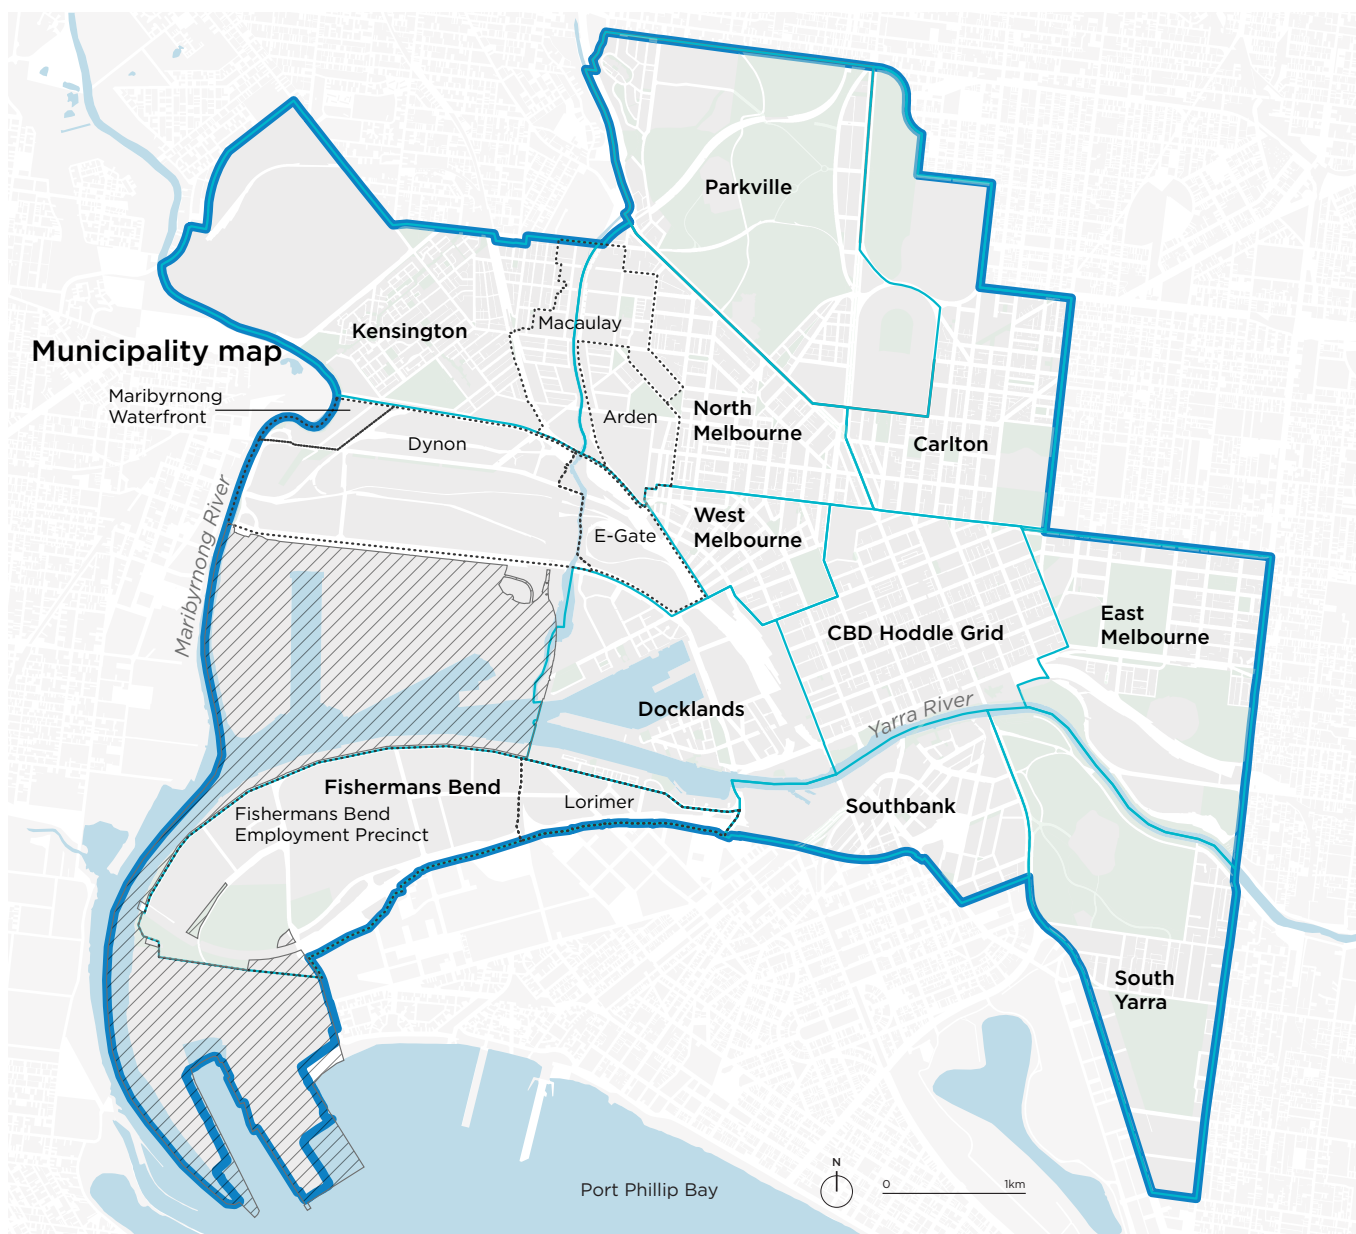 Parkville
Kensington
Macaulay
Municipality map
Maribyrnong
Waterfront
Dynon
Arden
North
Melbourne
Carlton
Maribyrnong River
E-Gate
West
Melbourne
CBD Hoddle Grid
East
Melbourne
Docklands
Yarra River
Fishermans Bend
Fishermans Bend
Employment Precinct
Lorimer
Southbank
South
Yarra
Port Phillip Bay
N
0 1km